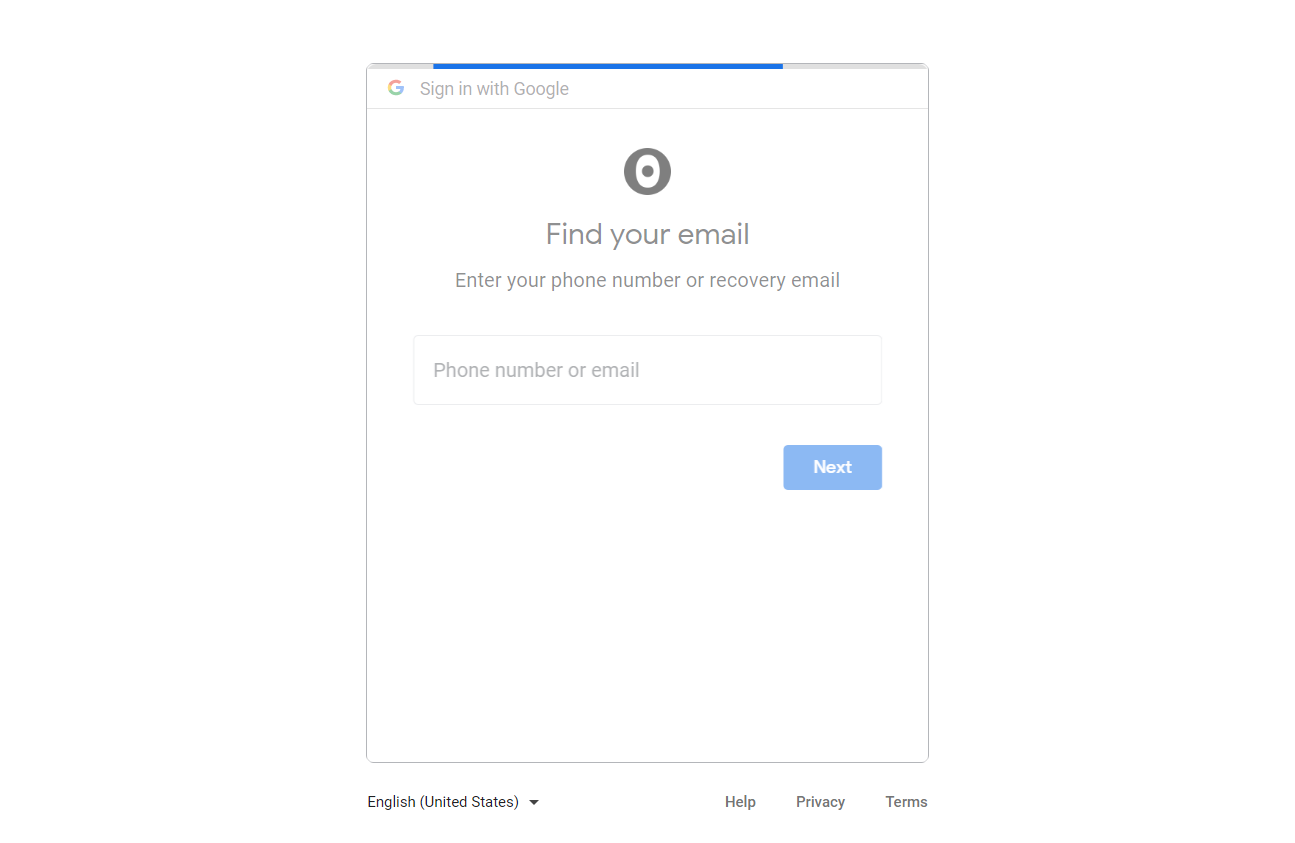 Sign in with Google
Find your email
Enter your phone number or recovery email
Phone number or email
Next
English (United States)
Help
Privacy
Terms